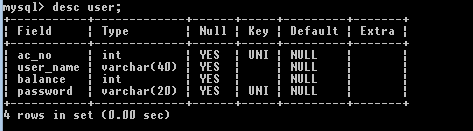 mysql> desc user;
+-----------+-------------+------+-----+---------+-------+
| Field     | Type        | Null | Key | Default | Extra |
+-----------+-------------+------+-----+---------+-------+
| ac_no     | int         | YES  | UNI | NULL    |       |
| user_name | varchar(40) | YES  |     | NULL    |       |
| balance   | int         | YES  |     | NULL    |       |
| password  | varchar(20) | YES  | UNI | NULL    |       |
+-----------+-------------+------+-----+---------+-------+
4 rows in set (0.00 sec)